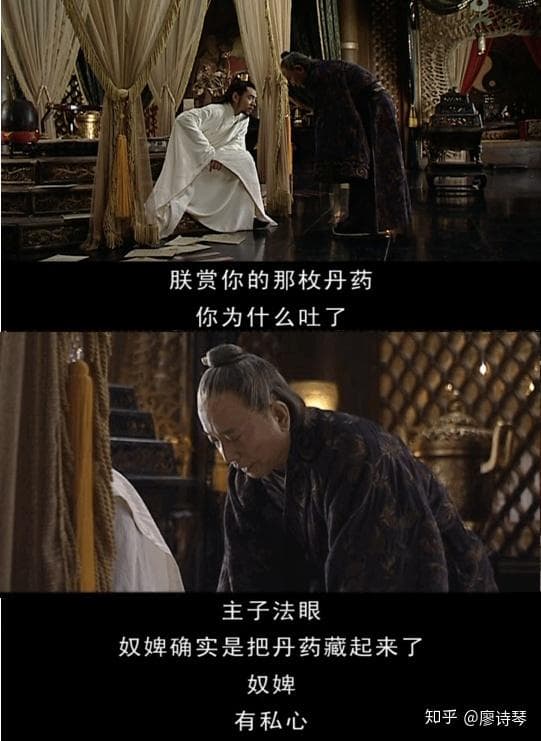 朕赏你的那枚丹药
你为什么吐了
主子法眼
奴婢确实是把丹药藏起来了
奴婢
有私心
知乎 @廖诗琴